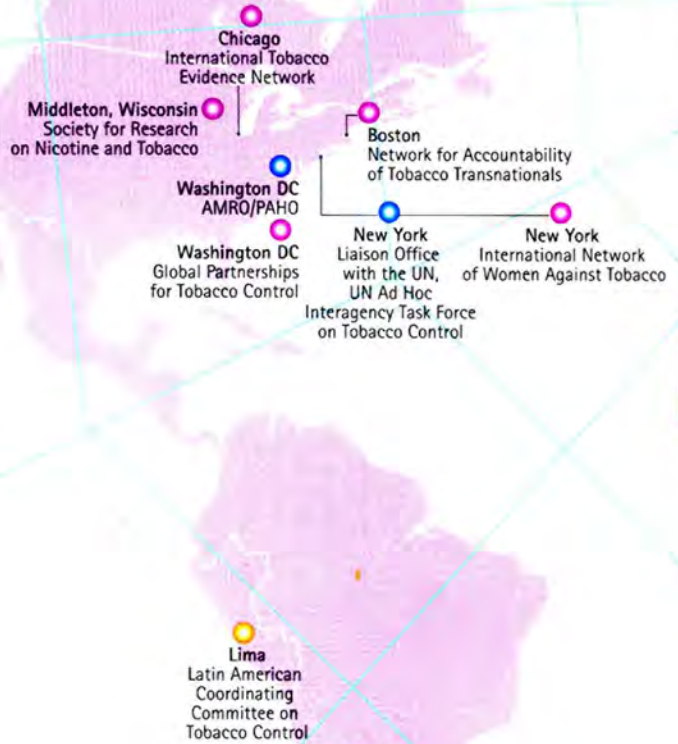 Chicago
International Tobacco
Evidence Network
Middleton, Wisconsin
Society for Research
on Nicotine and Tobacco
Boston
Network for Accountability
of Tobacco Transnationals
Washington DC
AMRO/PAHO
Washington DC
Global Partnerships
for Tobacco Control
New York
Liaison Office
with the UN,
UN Ad Hoc
Interagency Task Force
on Tobacco Control
New York
International Network
of Women Against Tobacco
Lima
Latin American
Coordinating
Committee on
Tobacco Control